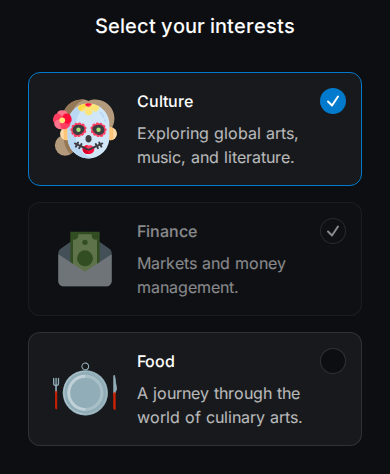 Select your interests
Culture
Exploring global arts,
music, and literature.
Finance
Markets and money
management.
Food
A journey through the
world of culinary arts.